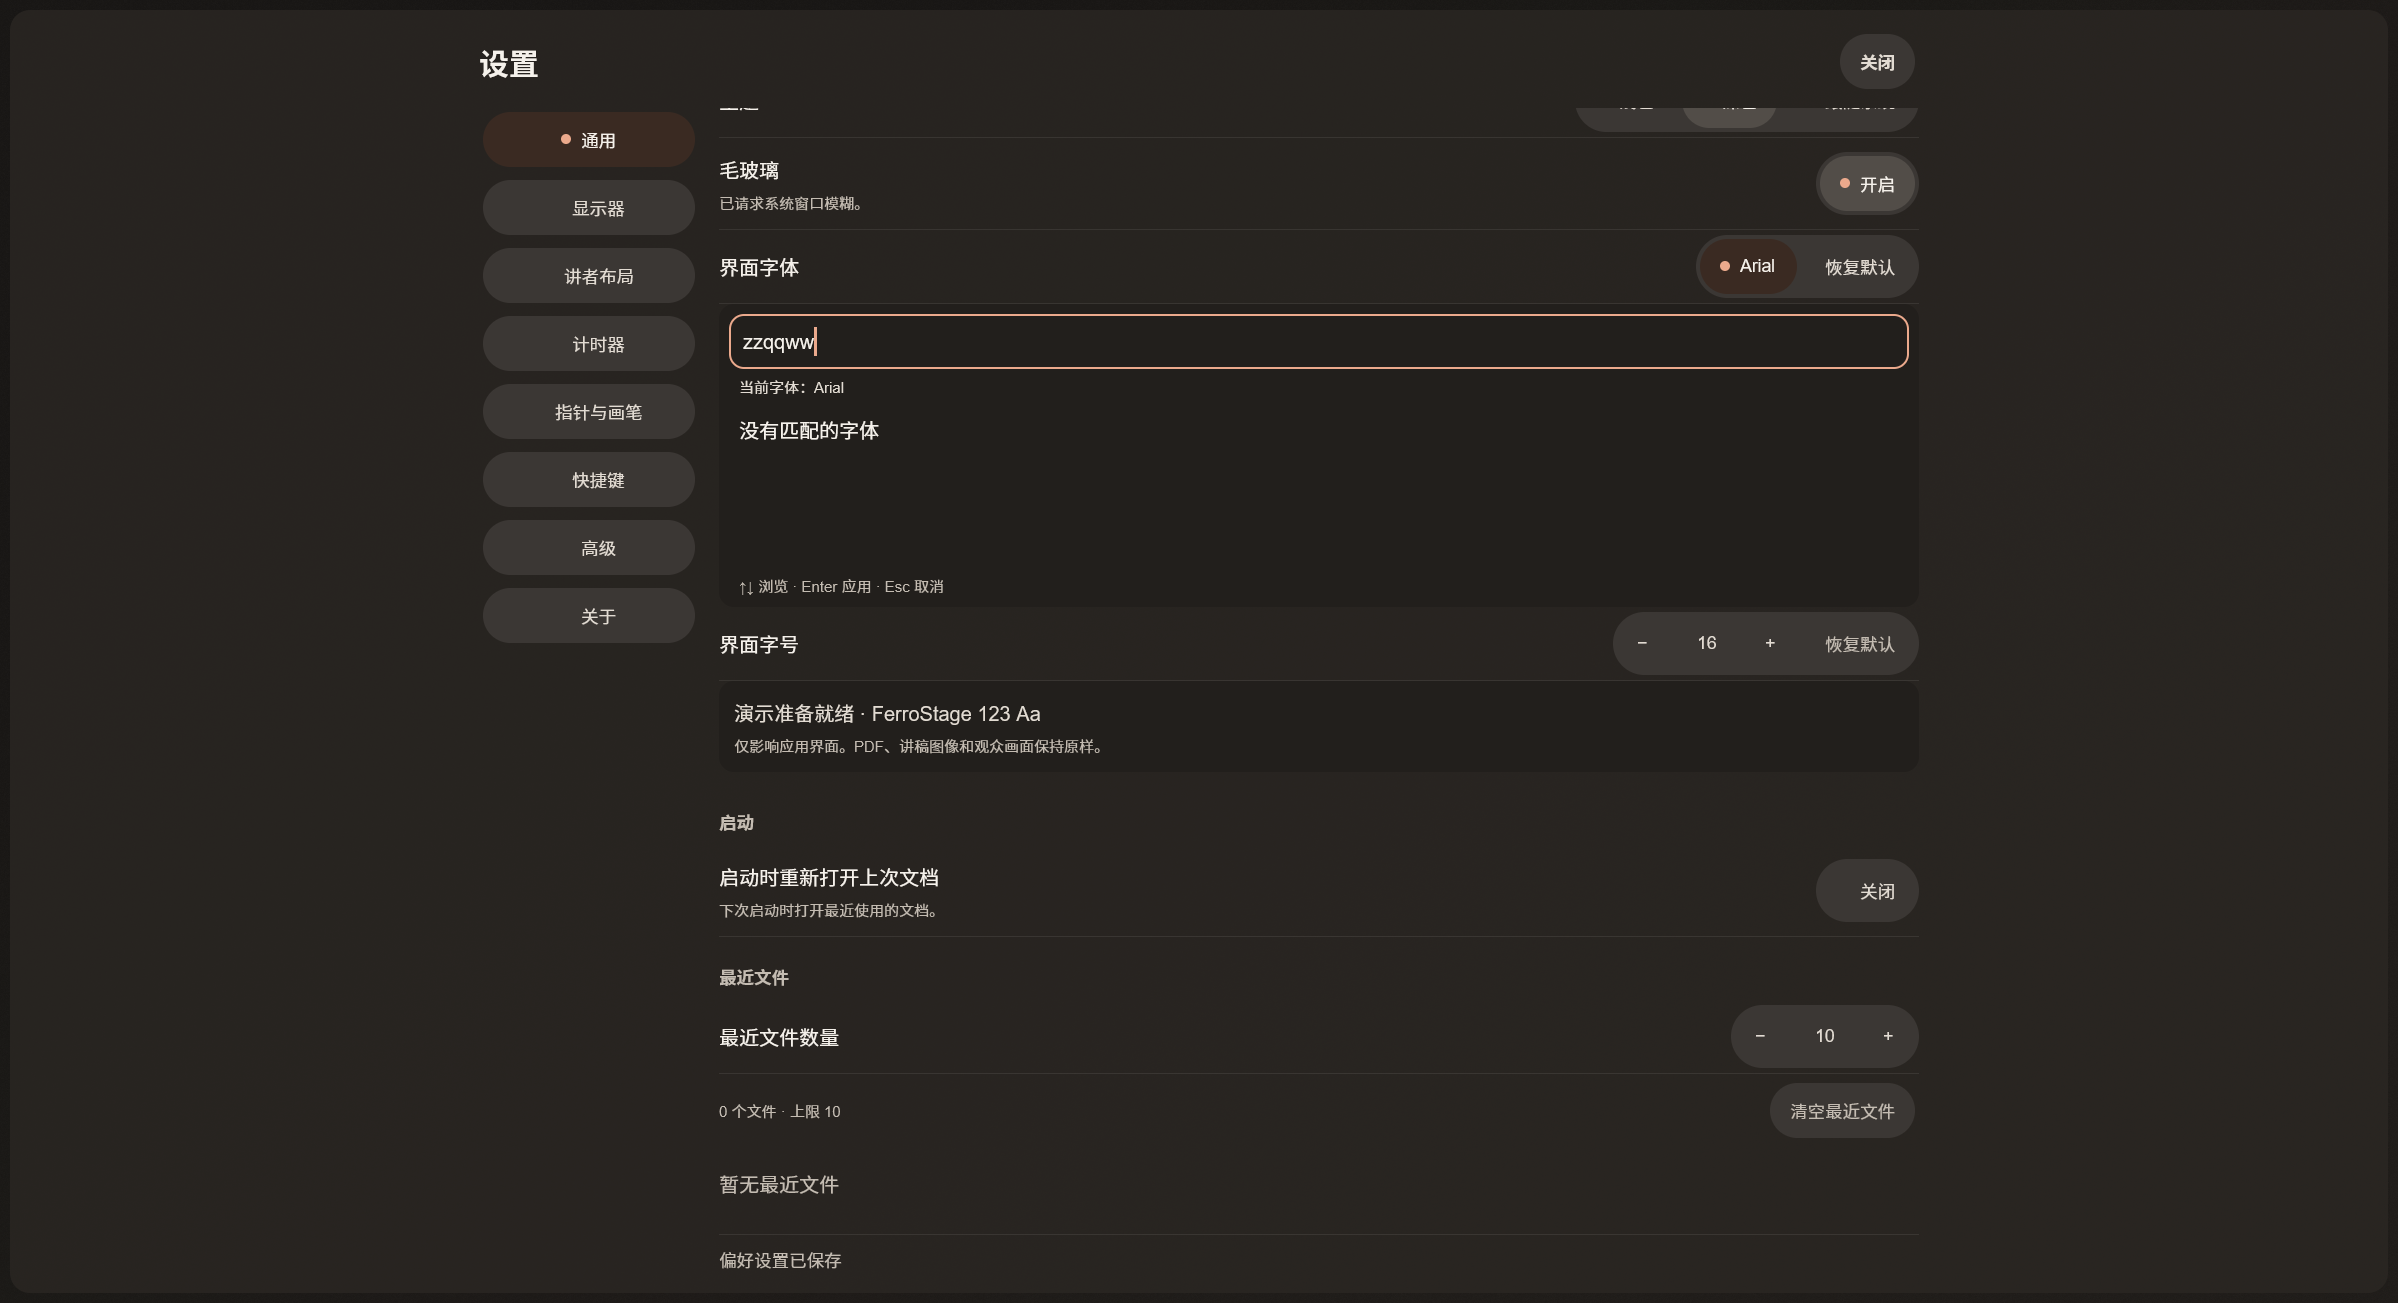 设置
关闭
通用
显示器
讲者布局
计时器
指针与画笔
快捷键
高级
关于
毛玻璃
已请求系统窗口模糊。
开启
界面字体
Arial
恢复默认
zzqqww
当前字体：Arial
没有匹配的字体
↑↓ 浏览 · Enter 应用 · Esc 取消
界面字号
− 16 +
恢复默认
演示准备就绪 · FerroStage 123 Aa
仅影响应用界面。PDF、讲稿图像和观众画面保持原样。
启动
启动时重新打开上次文档
下次启动时打开最近使用的文档。
关闭
最近文件
最近文件数量
− 10 +
0 个文件 · 上限 10
清空最近文件
暂无最近文件
偏好设置已保存